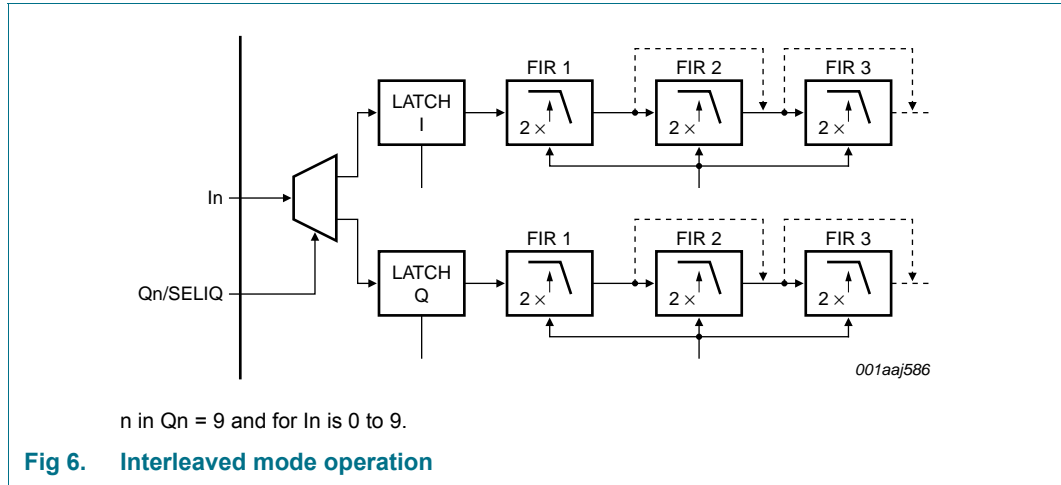 FIR 1 FIR 2 FIR 3
LATCH
I
2 × 2 × 2 ×
In
FIR 1 FIR 2 FIR 3
LATCH
Q
Qn/SELIQ
2 × 2 × 2 ×
001aaj586
n in Qn = 9 and for In is 0 to 9.
Fig 6. Interleaved mode operation